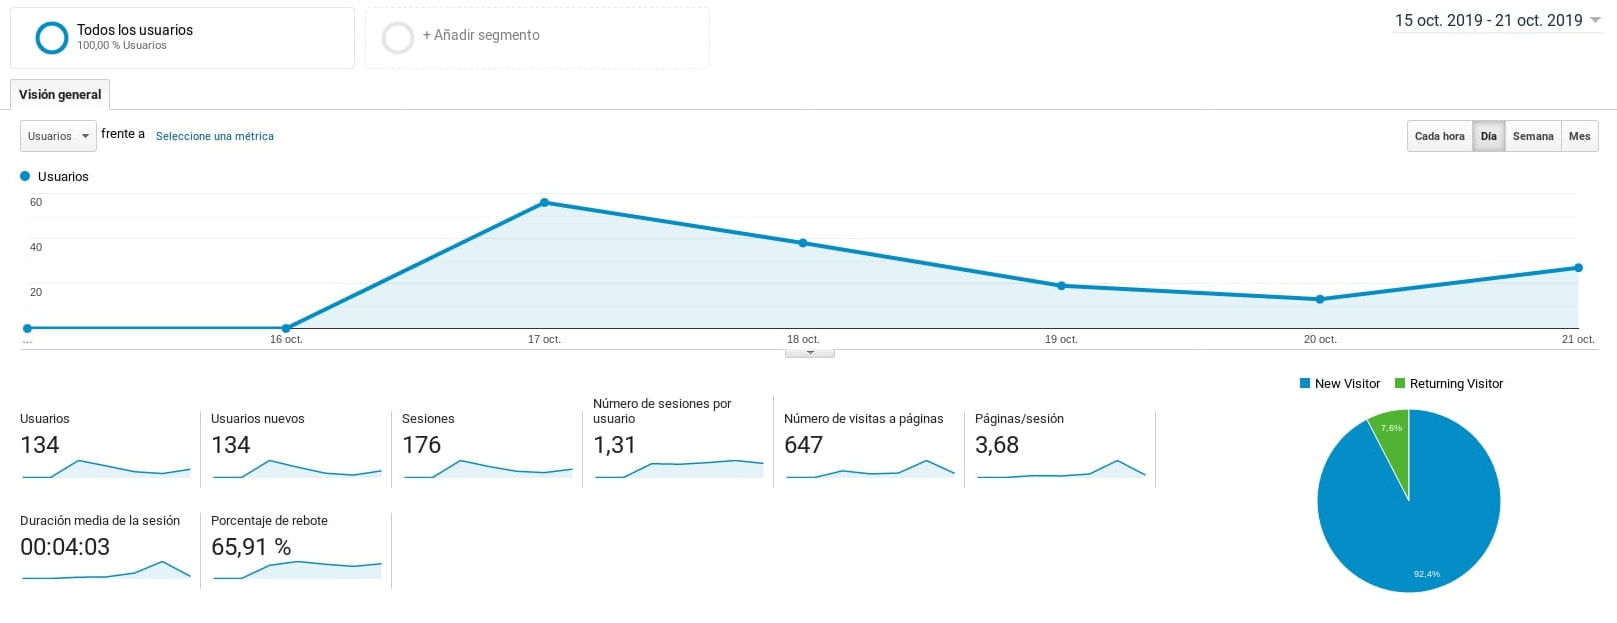 Todos los usuarios
100,00 % Usuarios
+ Añadir segmento
15 oct. 2019 - 21 oct. 2019
Visión general
Usuarios
frente a
Seleccione una métrica
Cada hora
Día
Semana
Mes
Usuarios
60
40
20
...
16 oct.
17 oct.
18 oct.
19 oct.
20 oct.
21 oct.
New Visitor
Returning Visitor
Usuarios
134
Usuarios nuevos
134
Sesiones
176
Número de sesiones por
usuario
1,31
Número de visitas a páginas
647
Páginas/sesión
3,68
Duración media de la sesión
00:04:03
Porcentaje de rebote
65,91 %
7,6%
92,4%